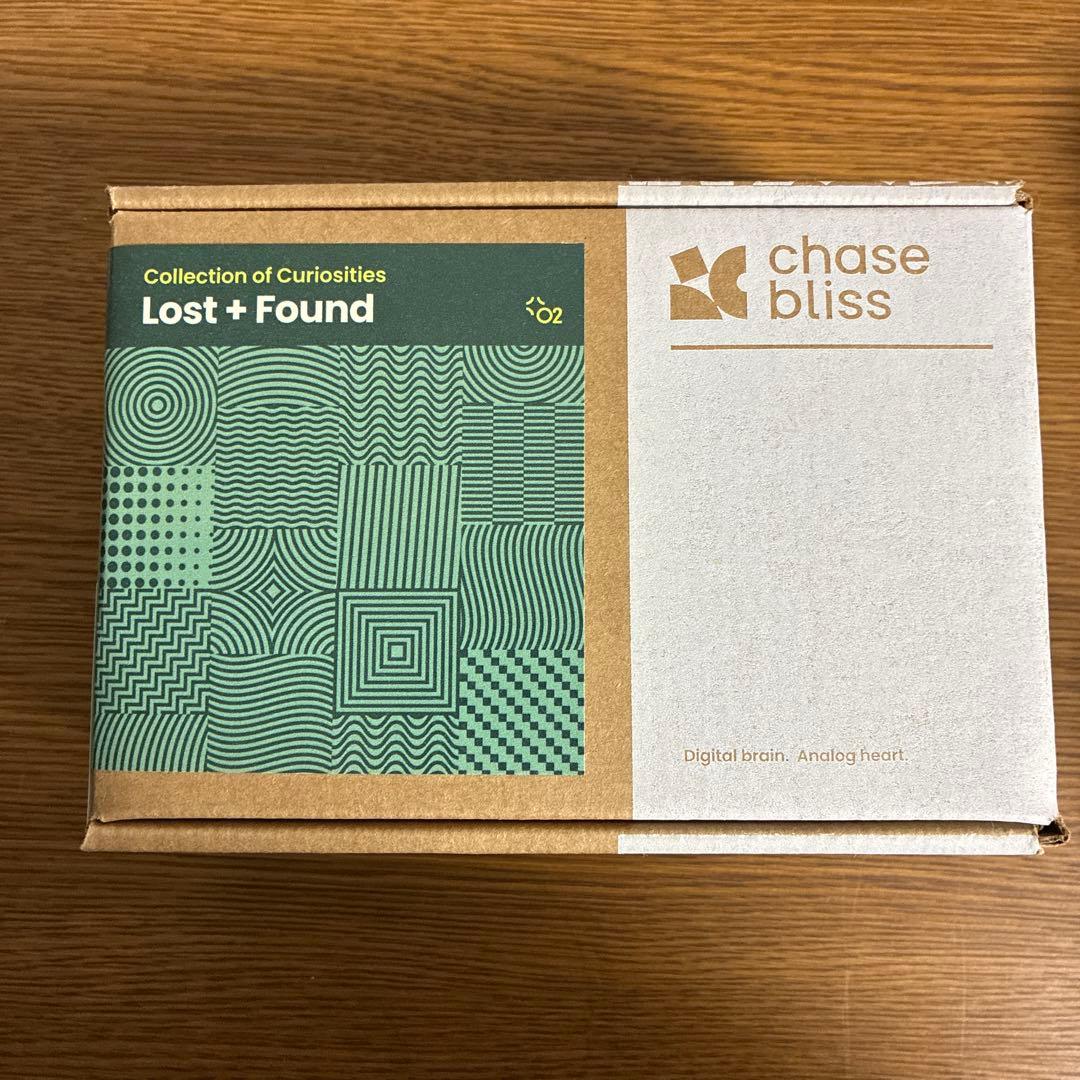 Collection of Curiosities
Lost + Found
02
chase
bliss
Digital brain. Analog heart.